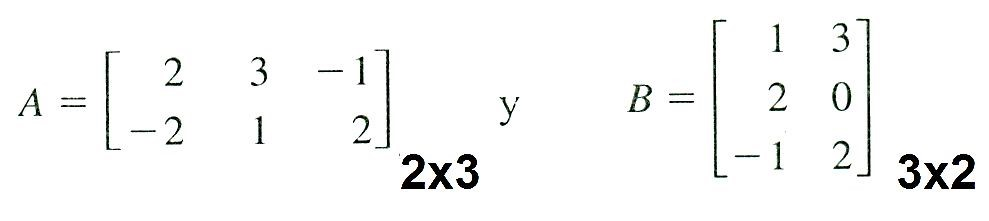 2 3 −1 1 3
A = y B = 2 0
−2 1 2 −1 2
2x3 3x2